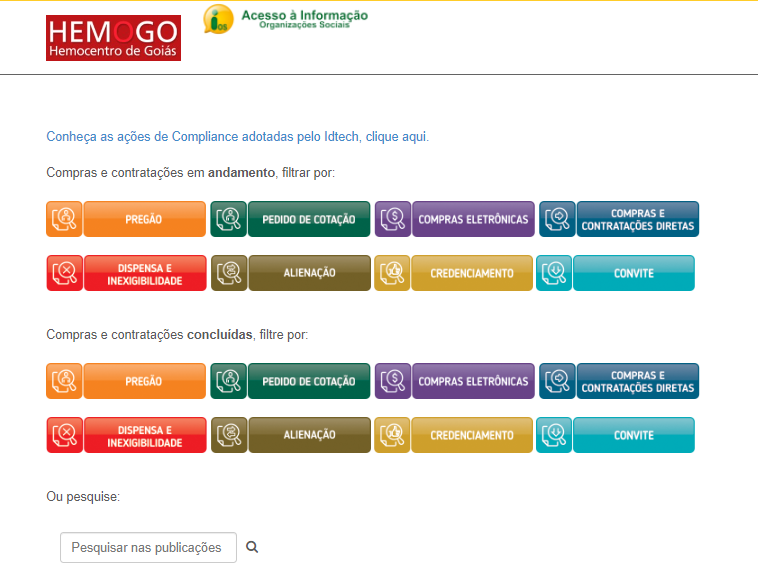 HEMOGO
Hemocentro de Goiás
iOS
Acesso à Informação
Organizações Sociais
Conheça as ações de Compliance adotadas pelo Idtech, clique aqui.
Compras e contratações em andamento, filtrar por:
PREGÃO
PEDIDO DE COTAÇÃO
COMPRAS ELETRÔNICAS
COMPRAS E
CONTRATAÇÕES DIRETAS
DISPENSA E
INEXIGIBILIDADE
ALIENAÇÃO
CREDENCIAMENTO
CONVITE
Compras e contratações concluídas, filtre por:
PREGÃO
PEDIDO DE COTAÇÃO
COMPRAS ELETRÔNICAS
COMPRAS E
CONTRATAÇÕES DIRETAS
DISPENSA E
INEXIGIBILIDADE
ALIENAÇÃO
CREDENCIAMENTO
CONVITE
Ou pesquise:
Pesquisar nas publicações